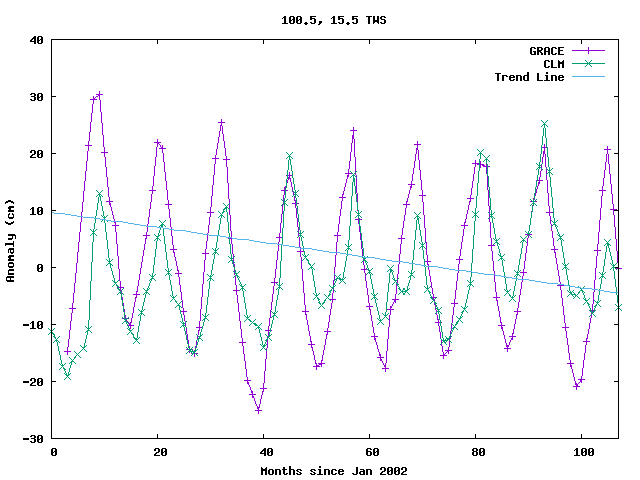 100.5, 15.5 TWS
GRACE
CLM
Trend Line
40
30
20
10
0
-10
-20
-30
Anomaly (cm)
0 20 40 60 80 100
Months since Jan 2002